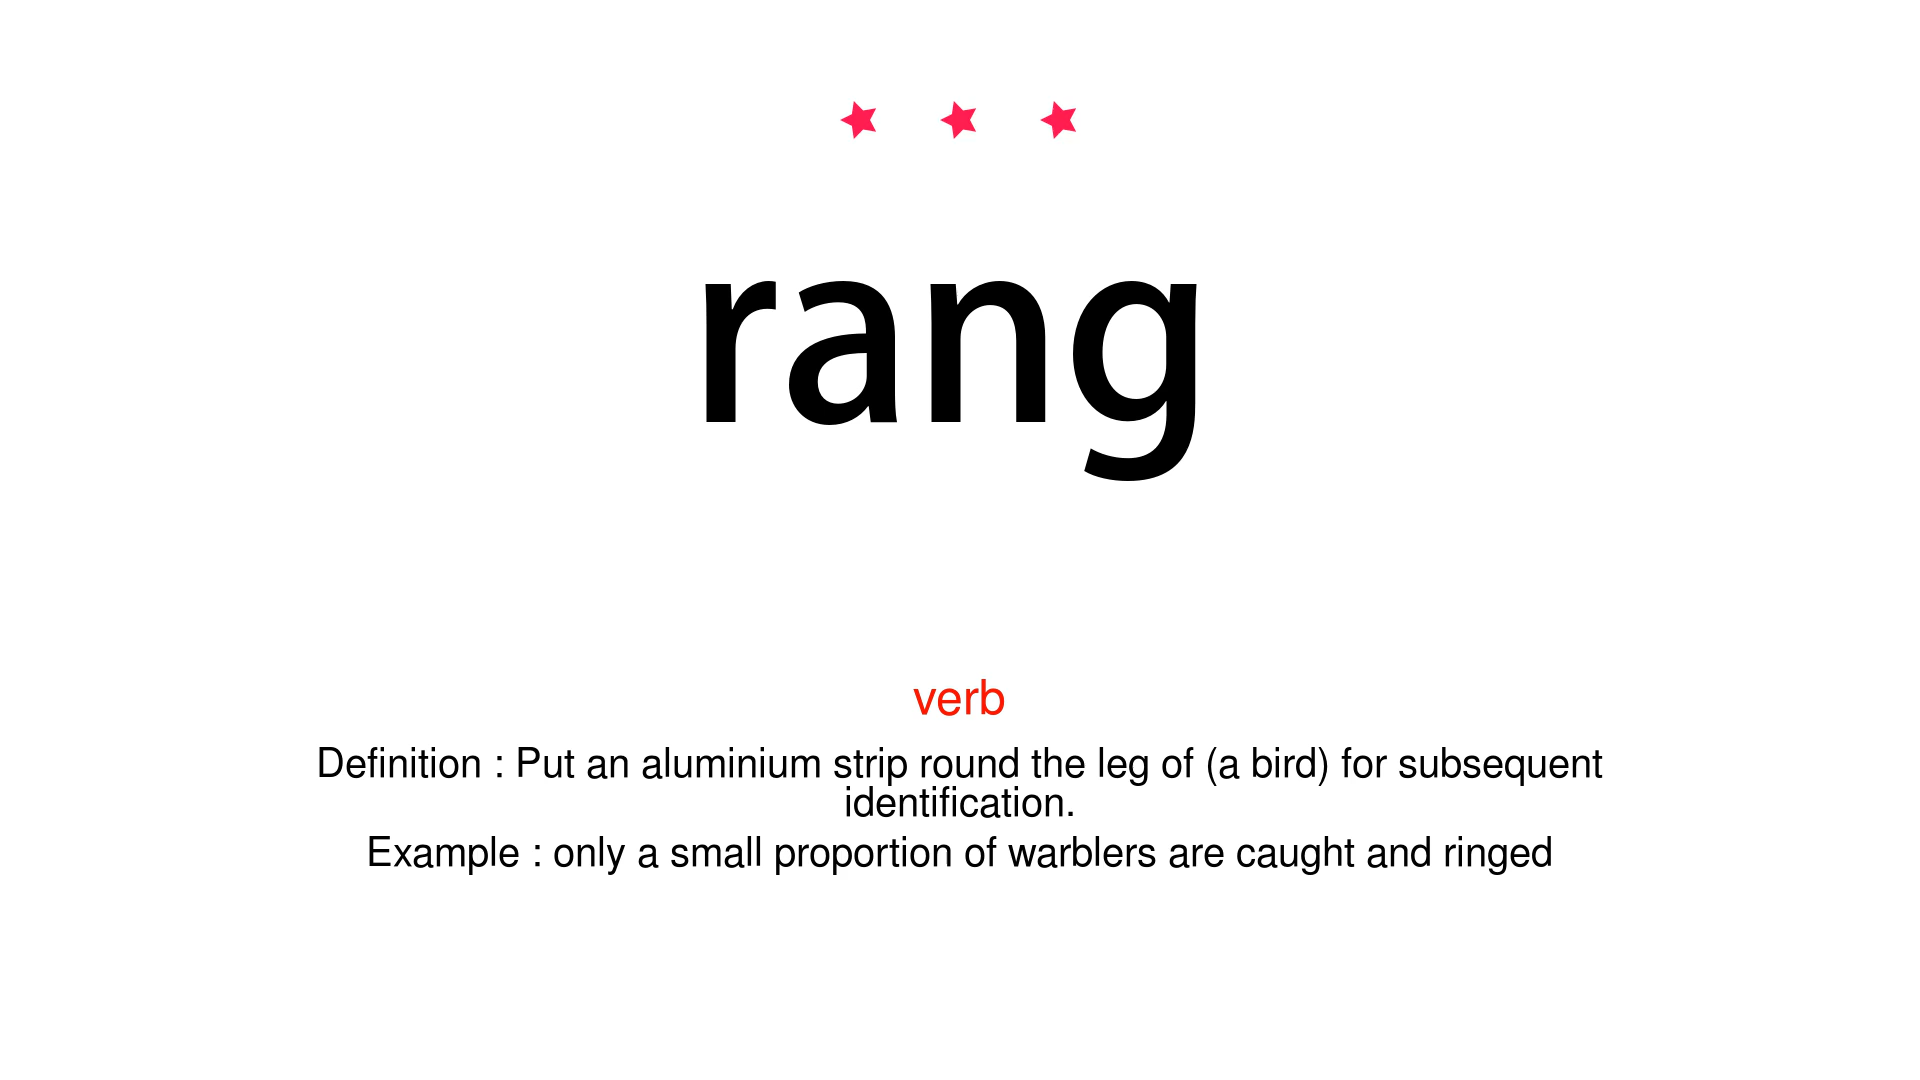 rang
verb
Definition : Put an aluminium strip round the leg of (a bird) for subsequent
identification.
Example : only a small proportion of warblers are caught and ringed